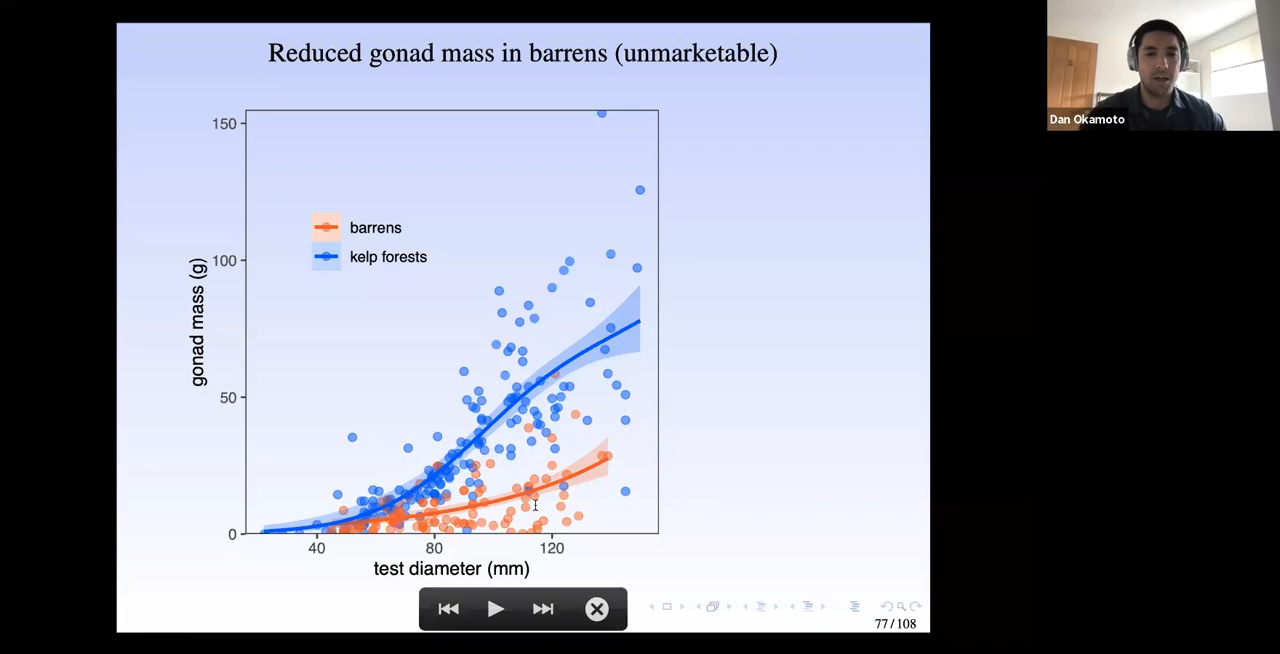 Reduced gonad mass in barrens (unmarketable)
Dan Okamoto
150
100
50
0
gonad mass (g)
barrens
kelp forests
40
80
120
test diameter (mm)
77 / 108